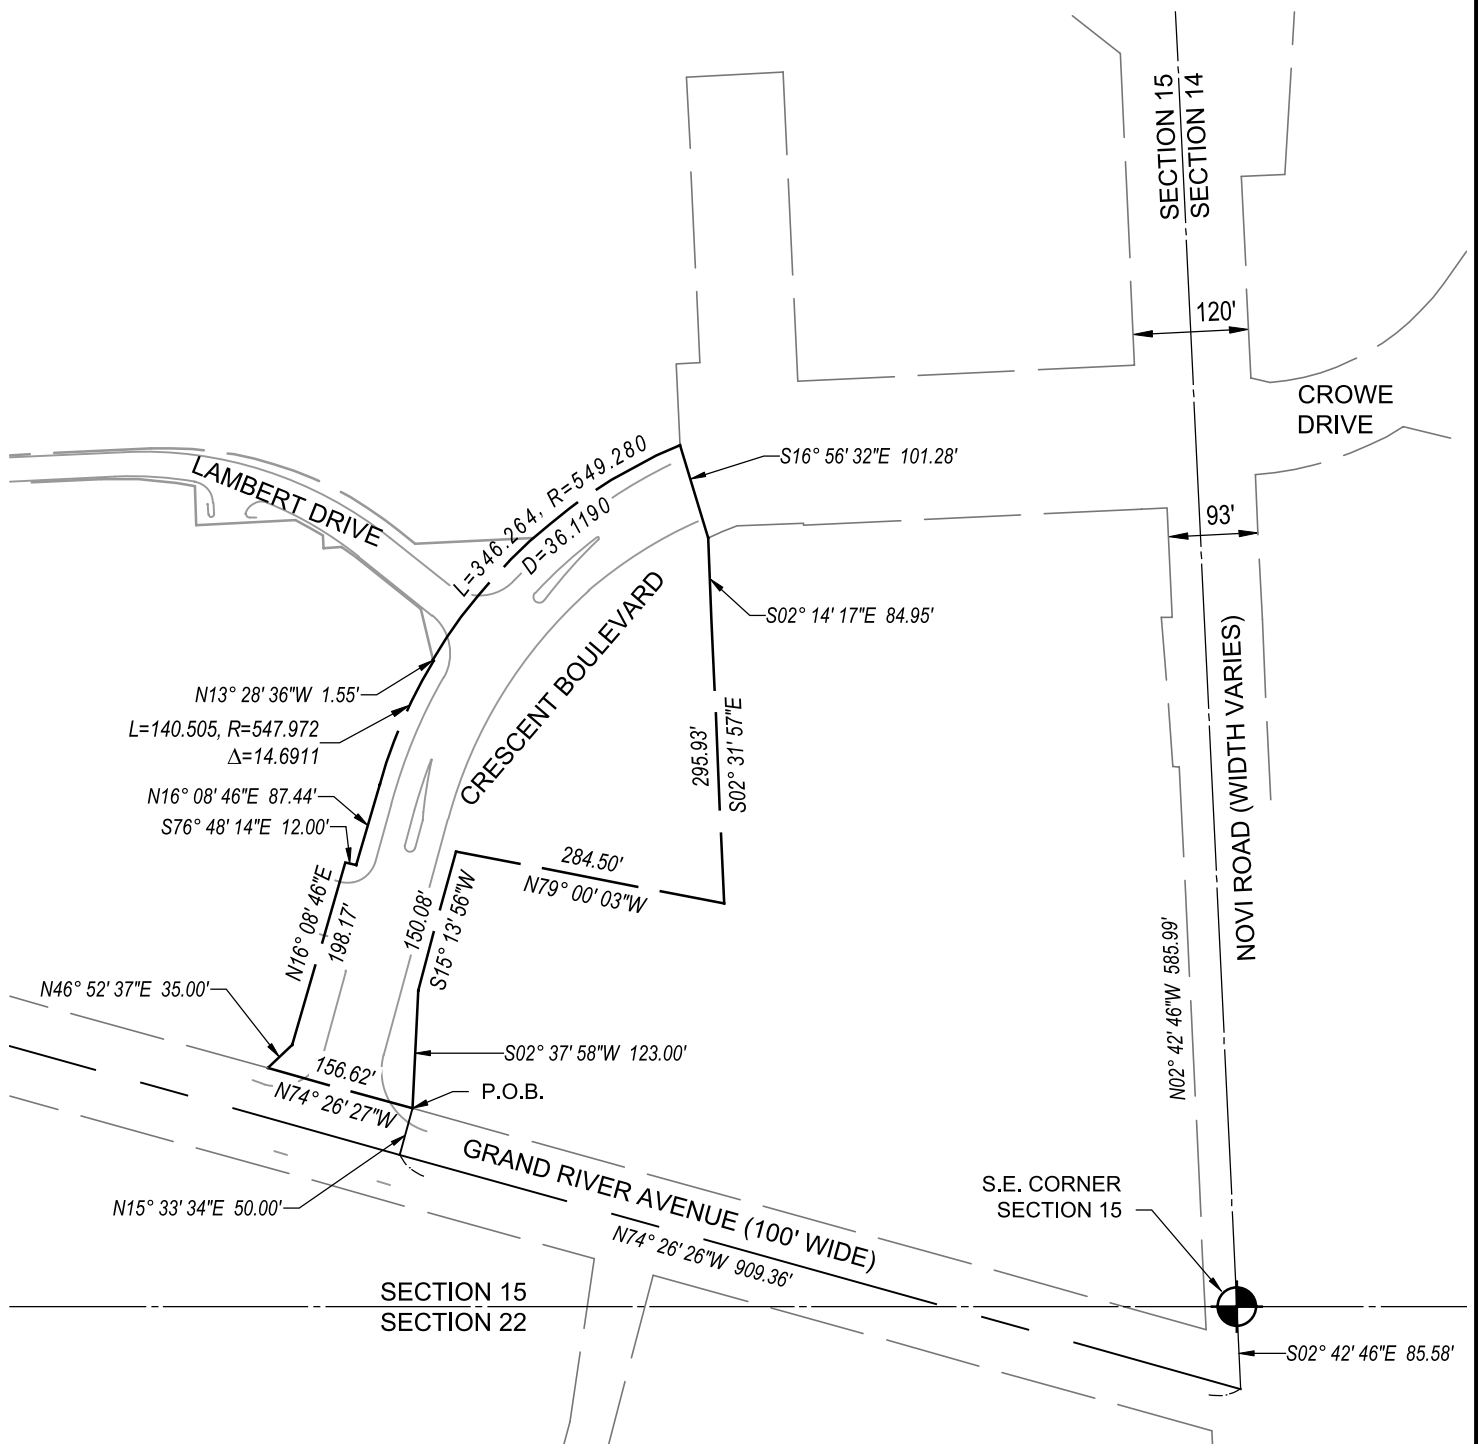 SECTION 15
SECTION 14
120'
CROWE
DRIVE
L=346.264, R=549.280
D=36.1190
S16° 56' 32"E 101.28'
LAMBERT DRIVE
93'
CRESCENT BOULEVARD
S02° 14' 17"E 84.95'
N13° 28' 36"W 1.55'
L=140.505, R=547.972
Δ=14.6911
295.93'
S02° 31' 57"E
NOVI ROAD (WIDTH VARIES)
N16° 08' 46"E 87.44'
S76° 48' 14"E 12.00'
284.50'
N79° 00' 03"W
N16° 08' 46"E
198.17'
150.08'
S15° 13' 56"W
N02° 42' 46"W 585.99'
N46° 52' 37"E 35.00'
S02° 37' 58"W 123.00'
156.62'
N74° 26' 27"W
P.O.B.
GRAND RIVER AVENUE (100' WIDE)
N74° 26' 26"W 909.36'
N15° 33' 34"E 50.00'
S.E. CORNER
SECTION 15
SECTION 15
SECTION 22
S02° 42' 46"E 85.58'